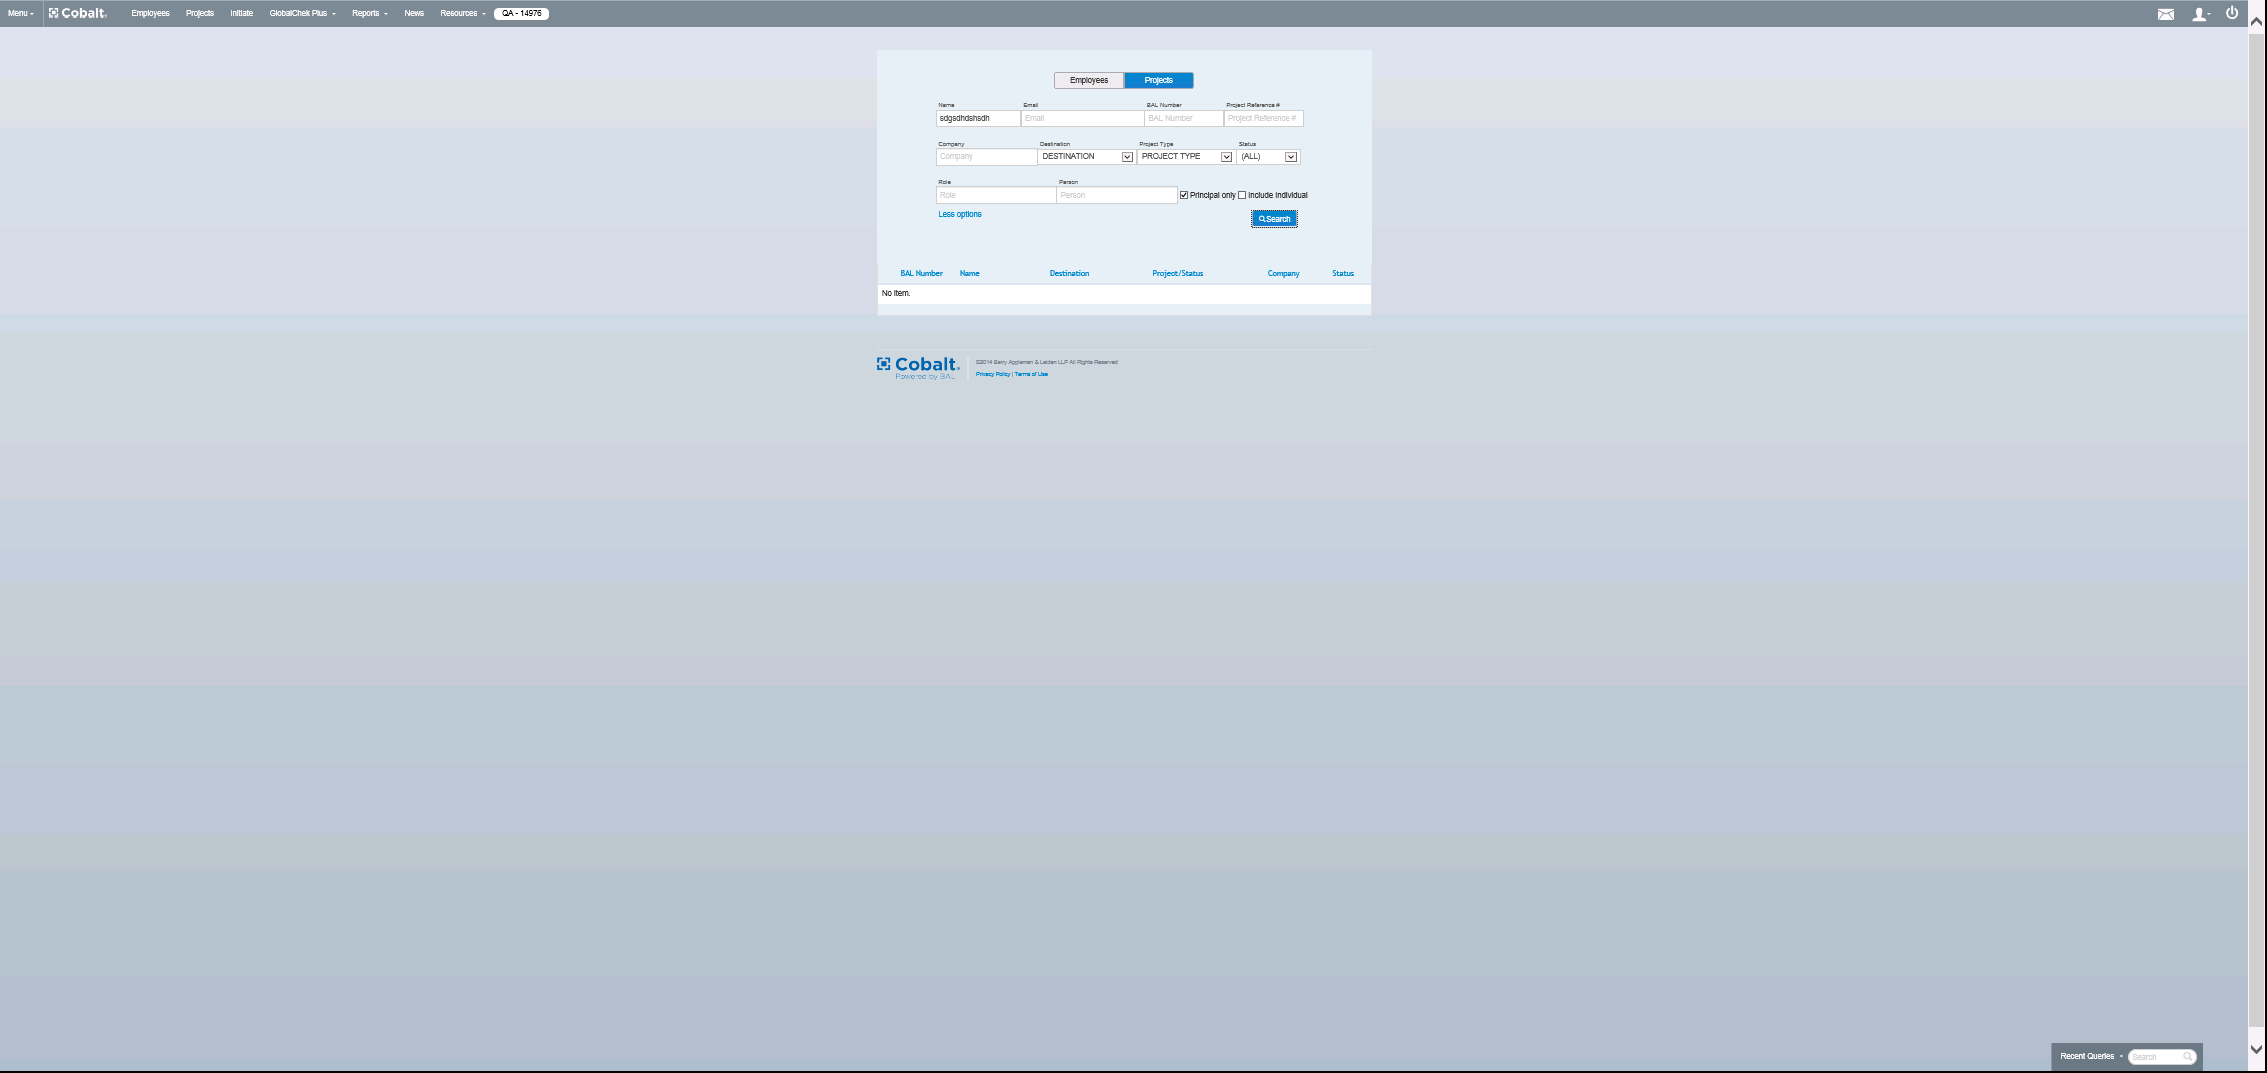 Menu Cobalt Employees Projects Initiate GlobalChek Plus Reports News Resources QA - 14976
Employees Projects
Name Email BAL Number Project Reference #
sdgsdhdshsdh Email BAL Number Project Reference #
Company Destination Project Type Status
Company DESTINATION PROJECT TYPE (ALL)
Role Person
Role Person Principal only Include Individual
Less options Search
BAL Number Name Destination Project/Status Company Status
No item.
Cobalt ©2014 Berry Appleman & Leiden LLP All Rights Reserved
Powered by BAL Privacy Policy | Terms of Use
Recent Queries Search